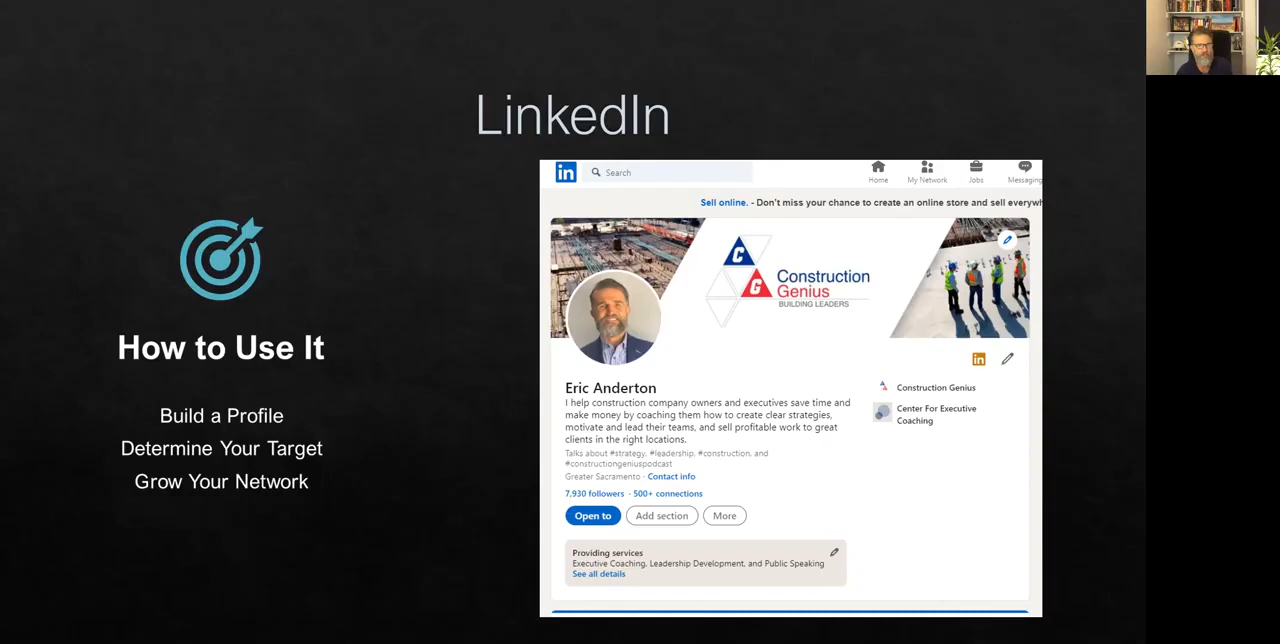 LinkedIn
How to Use It
Build a Profile
Determine Your Target
Grow Your Network
in
Search
Home
My Network
Jobs
Messaging
Sell online. - Don't miss your chance to create an online store and sell everywh
C
G
Construction
Genius
BUILDING LEADERS
in
Eric Anderton
I help construction company owners and executives save time and
make money by coaching them how to create clear strategies,
motivate and lead their teams, and sell profitable work to great
clients in the right locations.
Talks about #strategy, #leadership, #construction, and
#constructiongeniuspodcast
Greater Sacramento · Contact info
7,930 followers · 500+ connections
Open to
Add section
More
Construction Genius
Center For Executive
Coaching
Providing services
Executive Coaching, Leadership Development, and Public Speaking
See all details